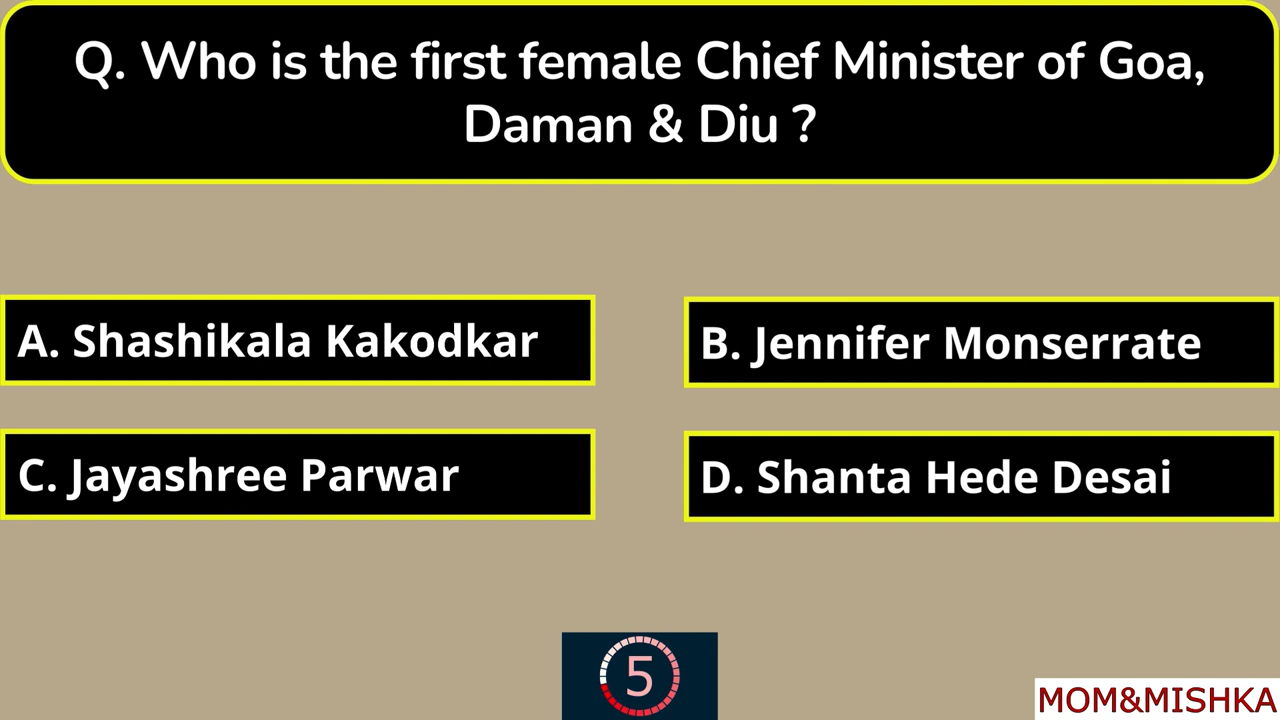 Q. Who is the first female Chief Minister of Goa,
Daman & Diu ?
A. Shashikala Kakodkar
B. Jennifer Monserrate
C. Jayashree Parwar
D. Shanta Hede Desai
5
MOM&MISHKA